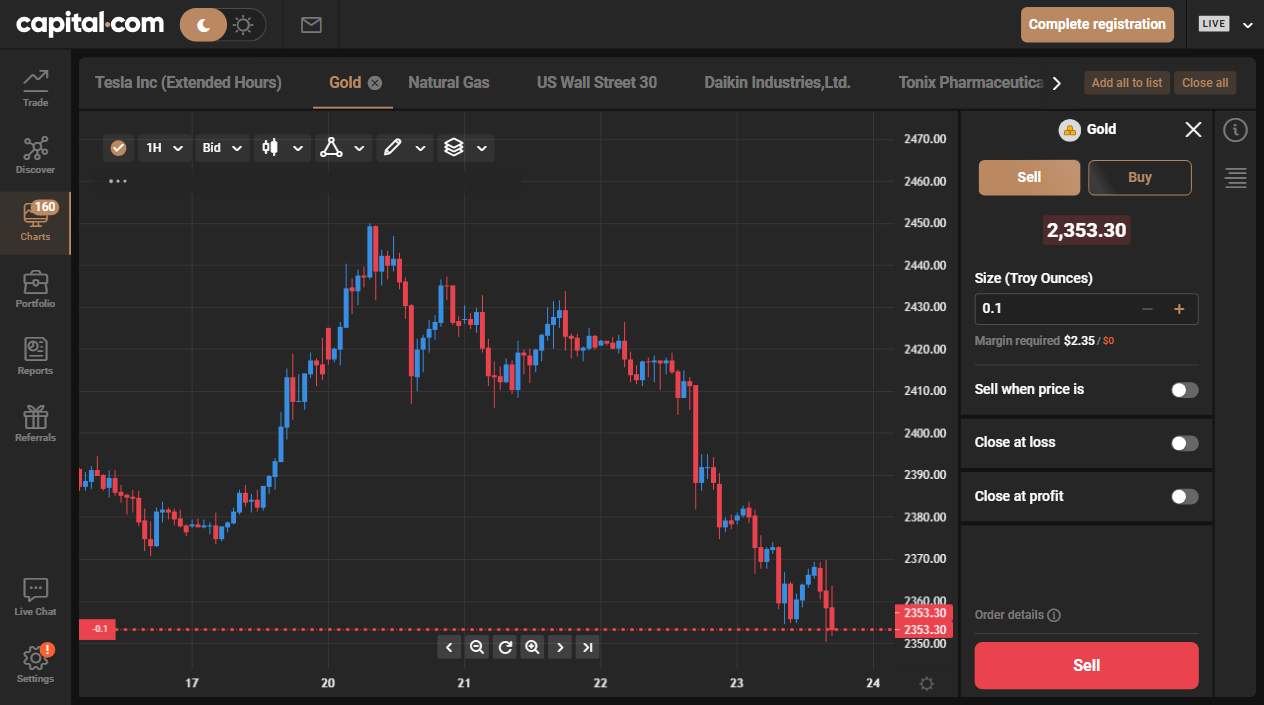 capital.com
Complete registration
LIVE
Trade
Discover
160
Charts
Portfolio
Reports
Referrals
Live Chat
!
Settings
Tesla Inc (Extended Hours)
Gold
Natural Gas
US Wall Street 30
Daikin Industries,Ltd.
Tonix Pharmaceutica
Add all to list
Close all
1H
Bid
2470.00
2460.00
2450.00
2440.00
2430.00
2420.00
2410.00
2400.00
2390.00
2380.00
2370.00
2360.00
2353.30
2353.30
2350.00
-0.1
17
20
21
22
23
24
Gold
Sell
Buy
2,353.30
Size (Troy Ounces)
0.1
Margin required $2.35 / $0
Sell when price is
Close at loss
Close at profit
Order details
Sell